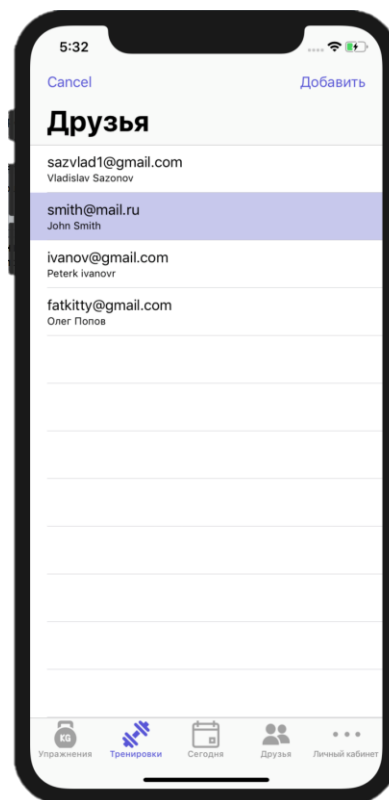 5:32
Cancel Добавить
Друзья
sazvlad1@gmail.com
Vladislav Sazonov
smith@mail.ru
John Smith
ivanov@gmail.com
Peterk ivanovr
fatkitty@gmail.com
Олег Попов
KG
Упражнения Тренировки Сегодня Друзья Личный кабинет